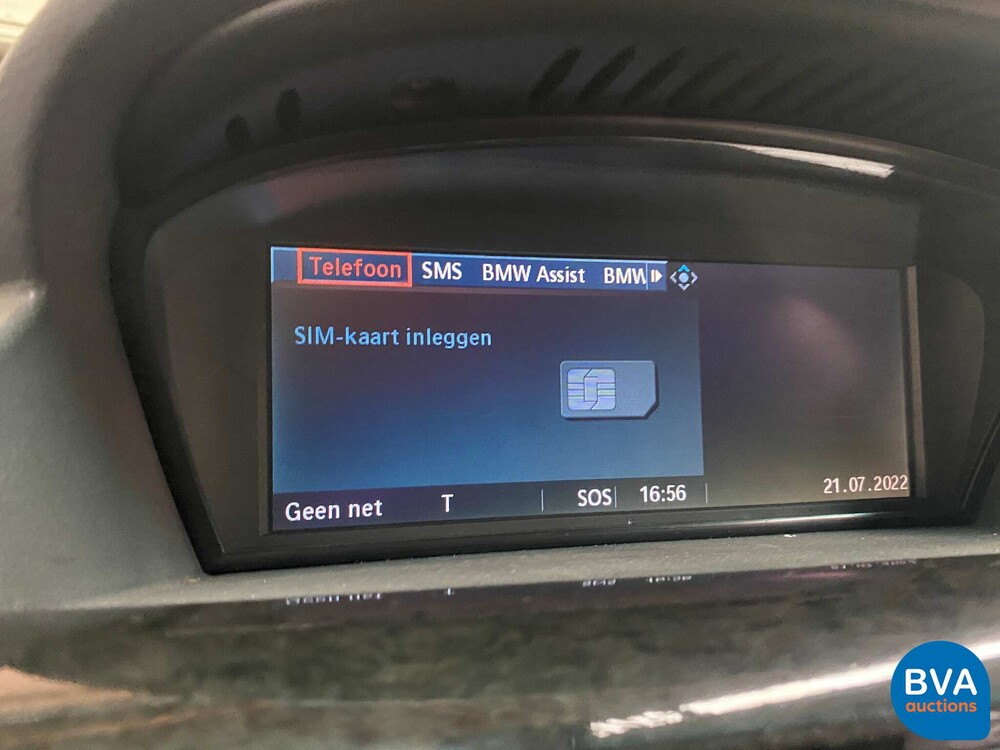 Telefoon SMS BMW Assist BMW
SIM-kaart inleggen
Geen net T SOS 16:56 21.07.2022
BVA
auctions